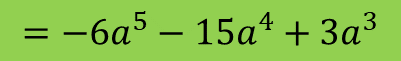 = −6a⁵ − 15a⁴ + 3a³